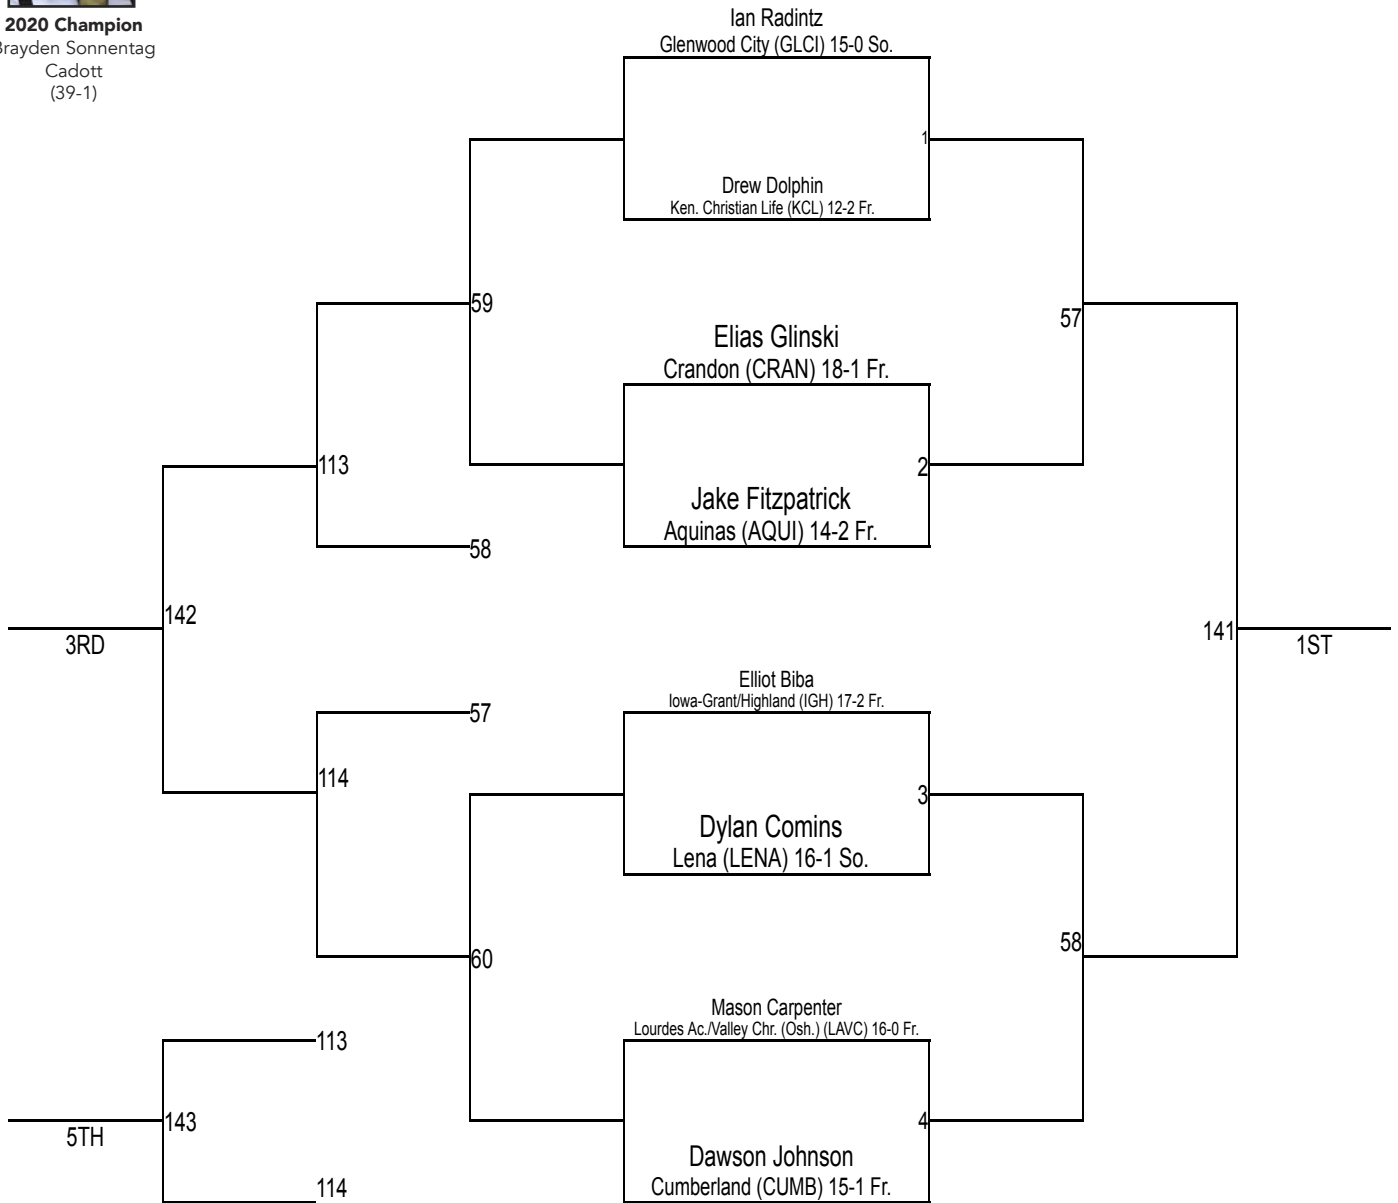 2020 Champion
Brayden Sonnentag
Cadott
(39-1)
Ian Radintz
Glenwood City (GLCI) 15-0 So.
1
Drew Dolphin
Ken. Christian Life (KCL) 12-2 Fr.
59
57
Elias Glinski
Crandon (CRAN) 18-1 Fr.
113
2
Jake Fitzpatrick
Aquinas (AQUI) 14-2 Fr.
58
142
3RD
141
1ST
Elliot Biba
Iowa-Grant/Highland (IGH) 17-2 Fr.
57
114
3
Dylan Comins
Lena (LENA) 16-1 So.
60
58
Mason Carpenter
Lourdes Ac./Valley Chr. (Osh.) (LAVC) 16-0 Fr.
113
143
5TH
4
Dawson Johnson
Cumberland (CUMB) 15-1 Fr.
114